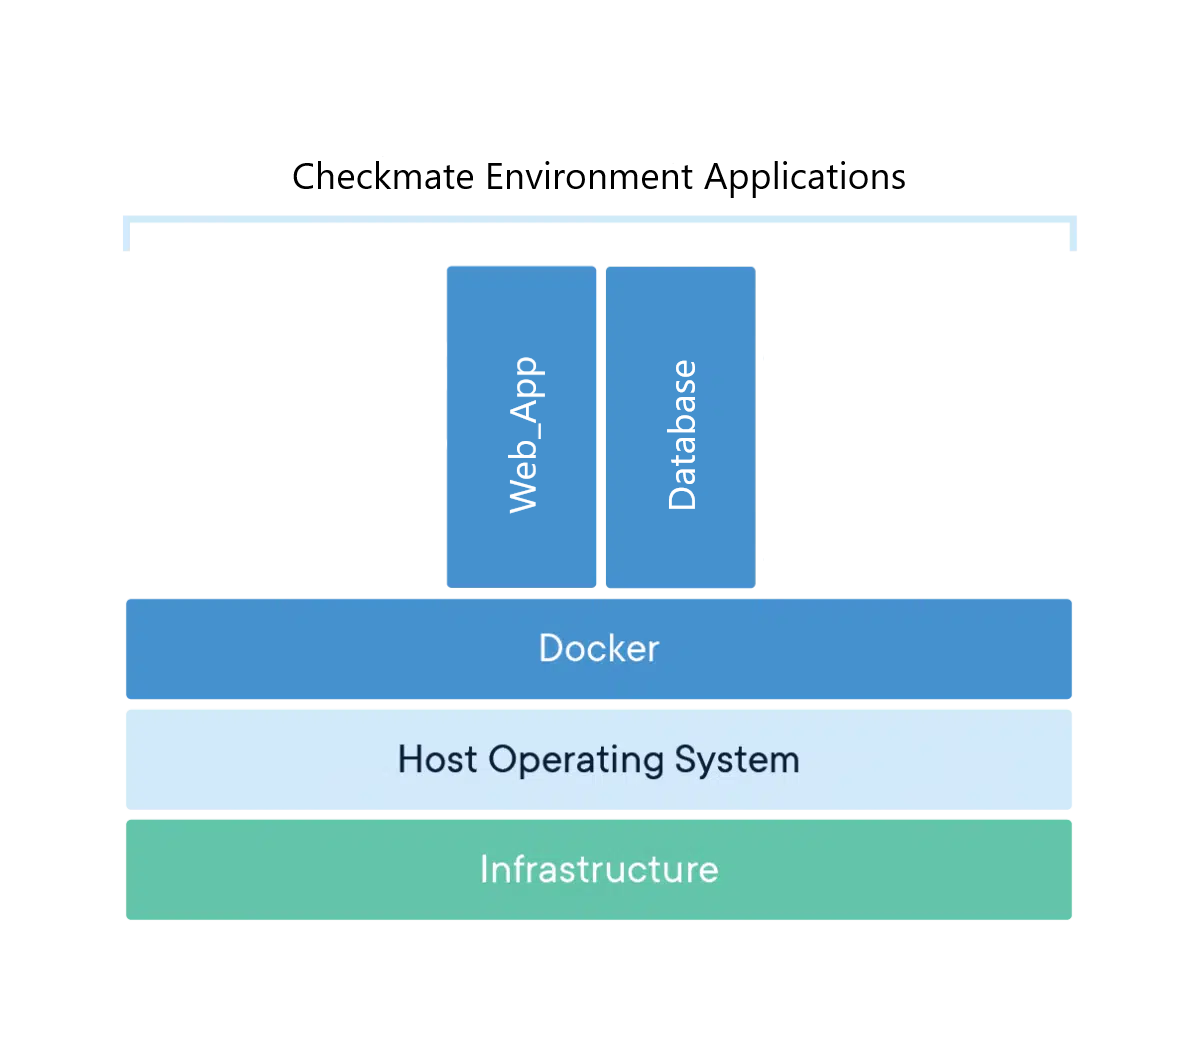 Checkmate Environment Applications
Web_App
Database
Docker
Host Operating System
Infrastructure